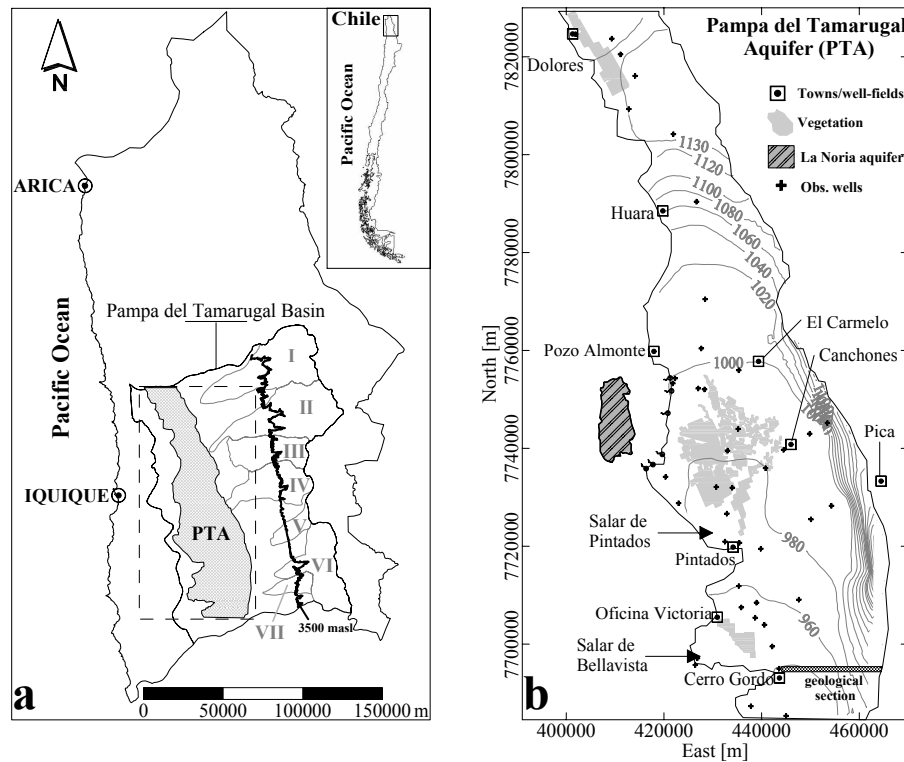 Chile
Pacific Ocean
N
ARICA
Pampa del Tamarugal Basin
Pacific Ocean
I
II
III
IV
V
VI
VII
IQUIQUE
PTA
3500 masl
0 50000 100000 150000 m
a
Pampa del Tamarugal
Aquifer (PTA)
Towns/well-fields
Vegetation
La Noria aquifer
Obs. wells
Dolores
1130
1120
1100
1080
1060
1040
1020
1000
980
960
Huara
El Carmelo
Canchones
Pozo Almonte
Pica
Salar de
Pintados
Pintados
Oficina Victoria
Salar de
Bellavista
Cerro Gordo
geological
section
North [m]
7820000
7800000
7780000
7760000
7740000
7720000
7700000
400000 420000 440000 460000
East [m]
b